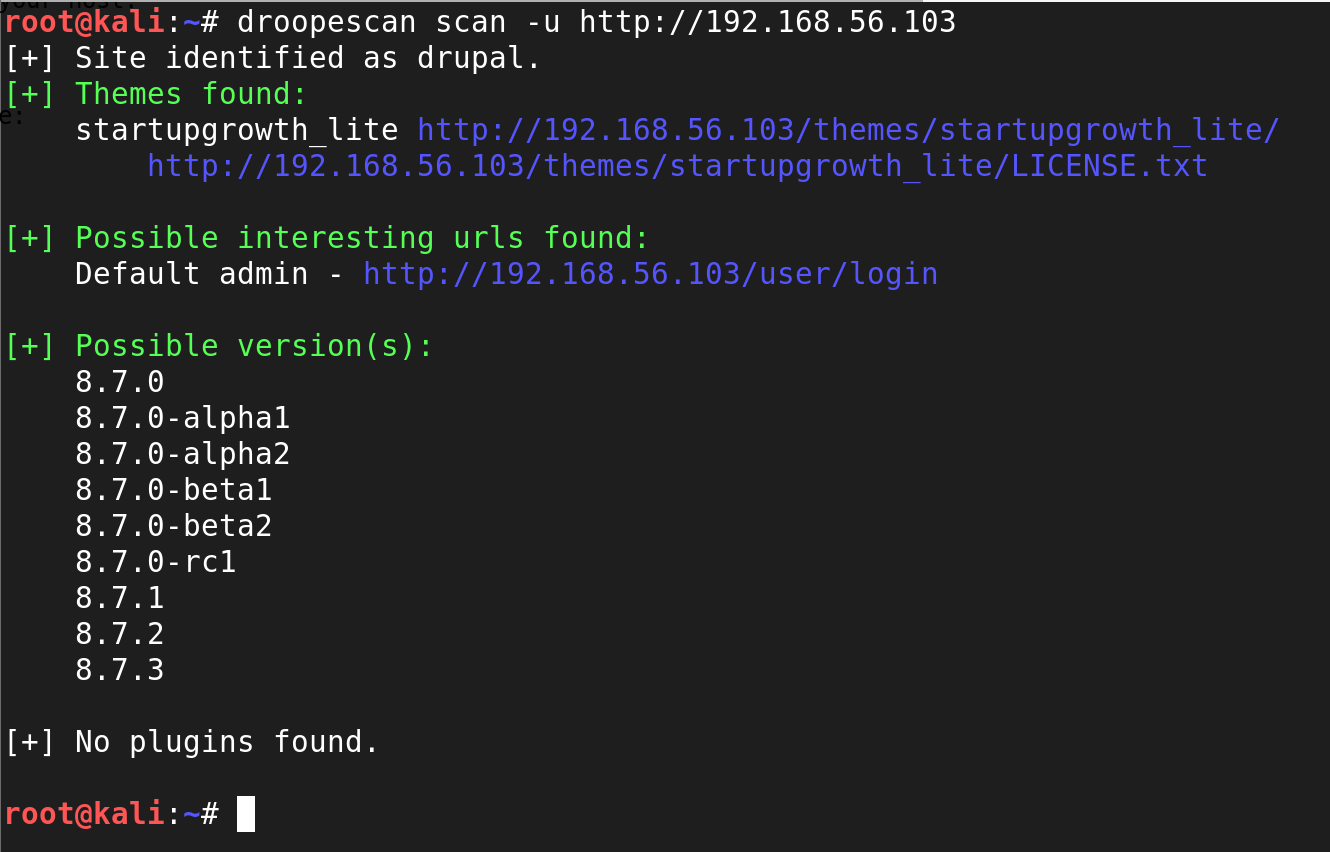 your host.
root@kali:~# droopescan scan -u http://192.168.56.103
[+] Site identified as drupal.
[+] Themes found:
e:
startupgrowth_lite http://192.168.56.103/themes/startupgrowth_lite/
http://192.168.56.103/themes/startupgrowth_lite/LICENSE.txt
[+] Possible interesting urls found:
Default admin - http://192.168.56.103/user/login
[+] Possible version(s):
8.7.0
8.7.0-alpha1
8.7.0-alpha2
8.7.0-beta1
8.7.0-beta2
8.7.0-rc1
8.7.1
8.7.2
8.7.3
[+] No plugins found.
root@kali:~#